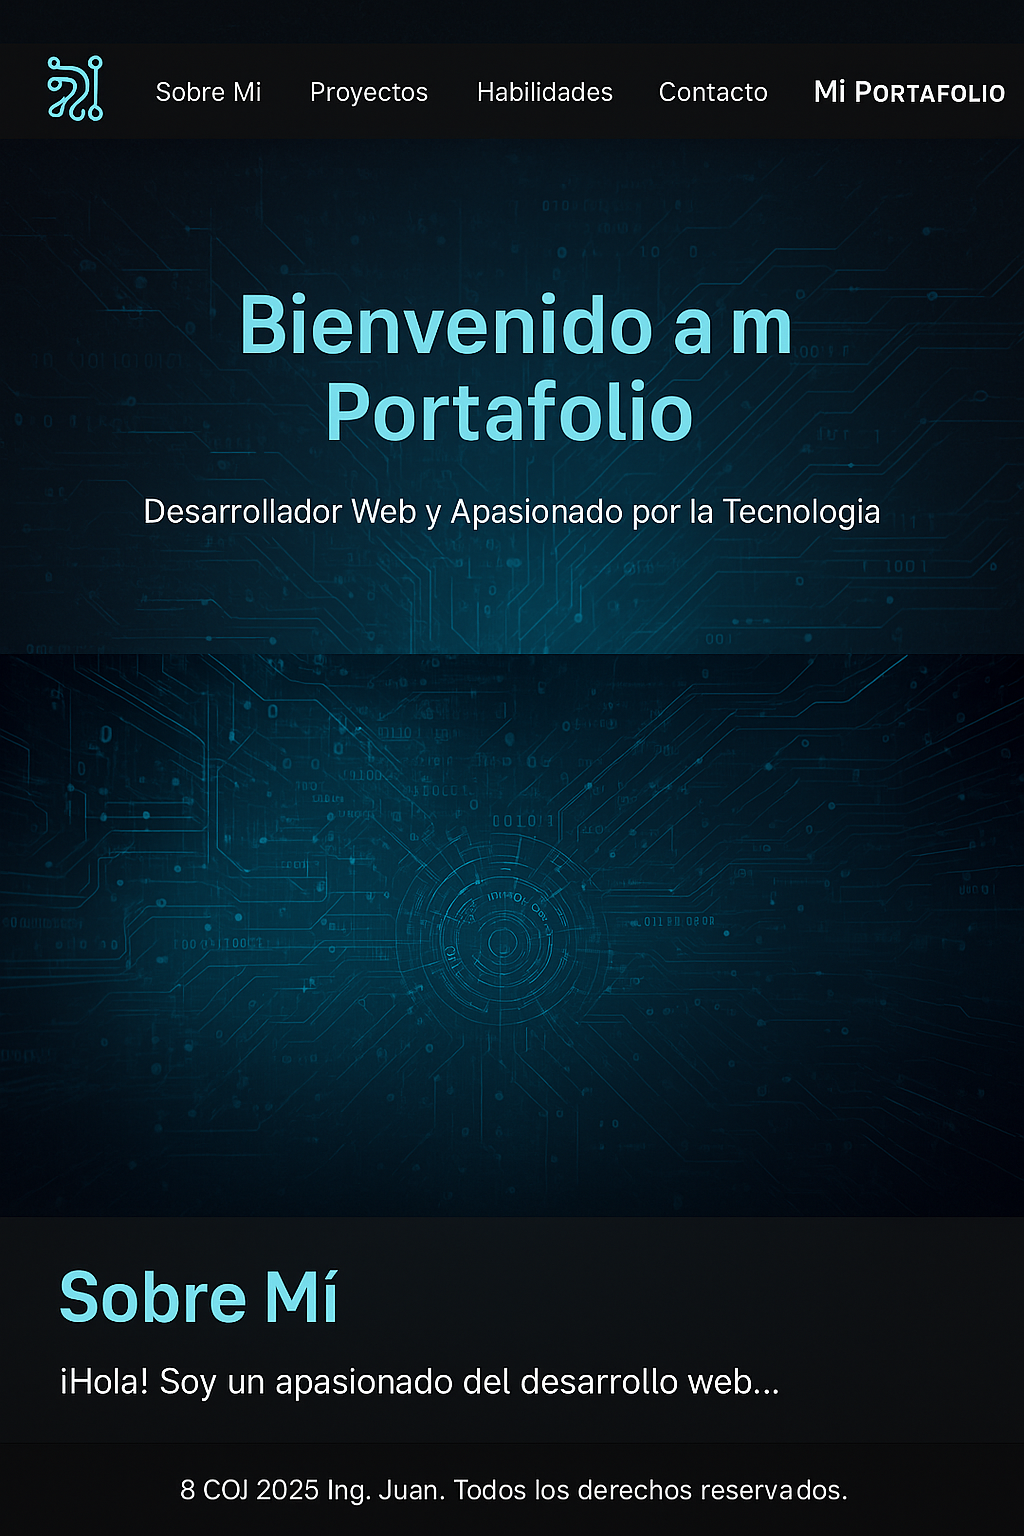 Sobre Mi Proyectos Habilidades Contacto Mi PORTAFOLIO
Bienvenido a m
Portafolio
Desarrollador Web y Apasionado por la Tecnologia
Sobre Mí
¡Hola! Soy un apasionado del desarrollo web...
8 COJ 2025 Ing. Juan. Todos los derechos reservados.